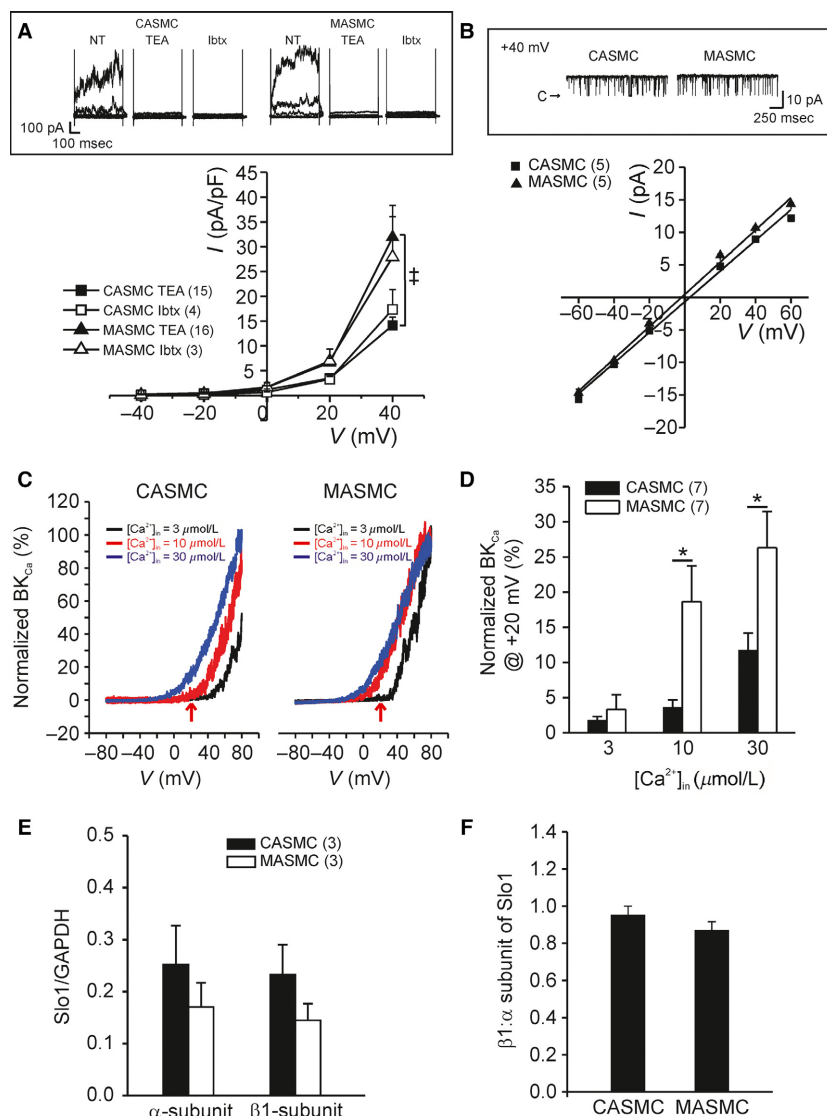 A
CASMC
MASMC
NT
TEA
Ibtx
NT
TEA
Ibtx
100 pA
100 msec
I (pA/pF)
45
40
35
30
25
20
15
10
5
‡
CASMC TEA (15)
CASMC Ibtx (4)
MASMC TEA (16)
MASMC Ibtx (3)
–40
–20
0
20
40
V (mV)
B
+40 mV
CASMC
MASMC
C→
10 pA
250 msec
CASMC (5)
MASMC (5)
I (pA)
15
10
5
–60
–40
–20
20
40
60
V (mV)
–5
–10
–15
–20
C
CASMC
MASMC
[Ca²⁺]in = 3 μmol/L
[Ca²⁺]in = 10 μmol/L
[Ca²⁺]in = 30 μmol/L
[Ca²⁺]in = 3 μmol/L
[Ca²⁺]in = 10 μmol/L
[Ca²⁺]in = 30 μmol/L
Normalized BKCa (%)
120
100
80
60
40
20
0
–20
–80
–40
0
40
80
–80
–40
0
40
80
V (mV)
V (mV)
D
CASMC (7)
MASMC (7)
Normalized BKCa
@ +20 mV (%)
35
30
25
20
15
10
5
0
*
*
3
10
30
[Ca²⁺]in (μmol/L)
E
CASMC (3)
MASMC (3)
Slo1/GAPDH
0.5
0.4
0.3
0.2
0.1
0.0
α-subunit
β1-subunit
F
β1:α subunit of Slo1
1.4
1.2
1.0
0.8
0.6
0.4
0.2
0.0
CASMC
MASMC